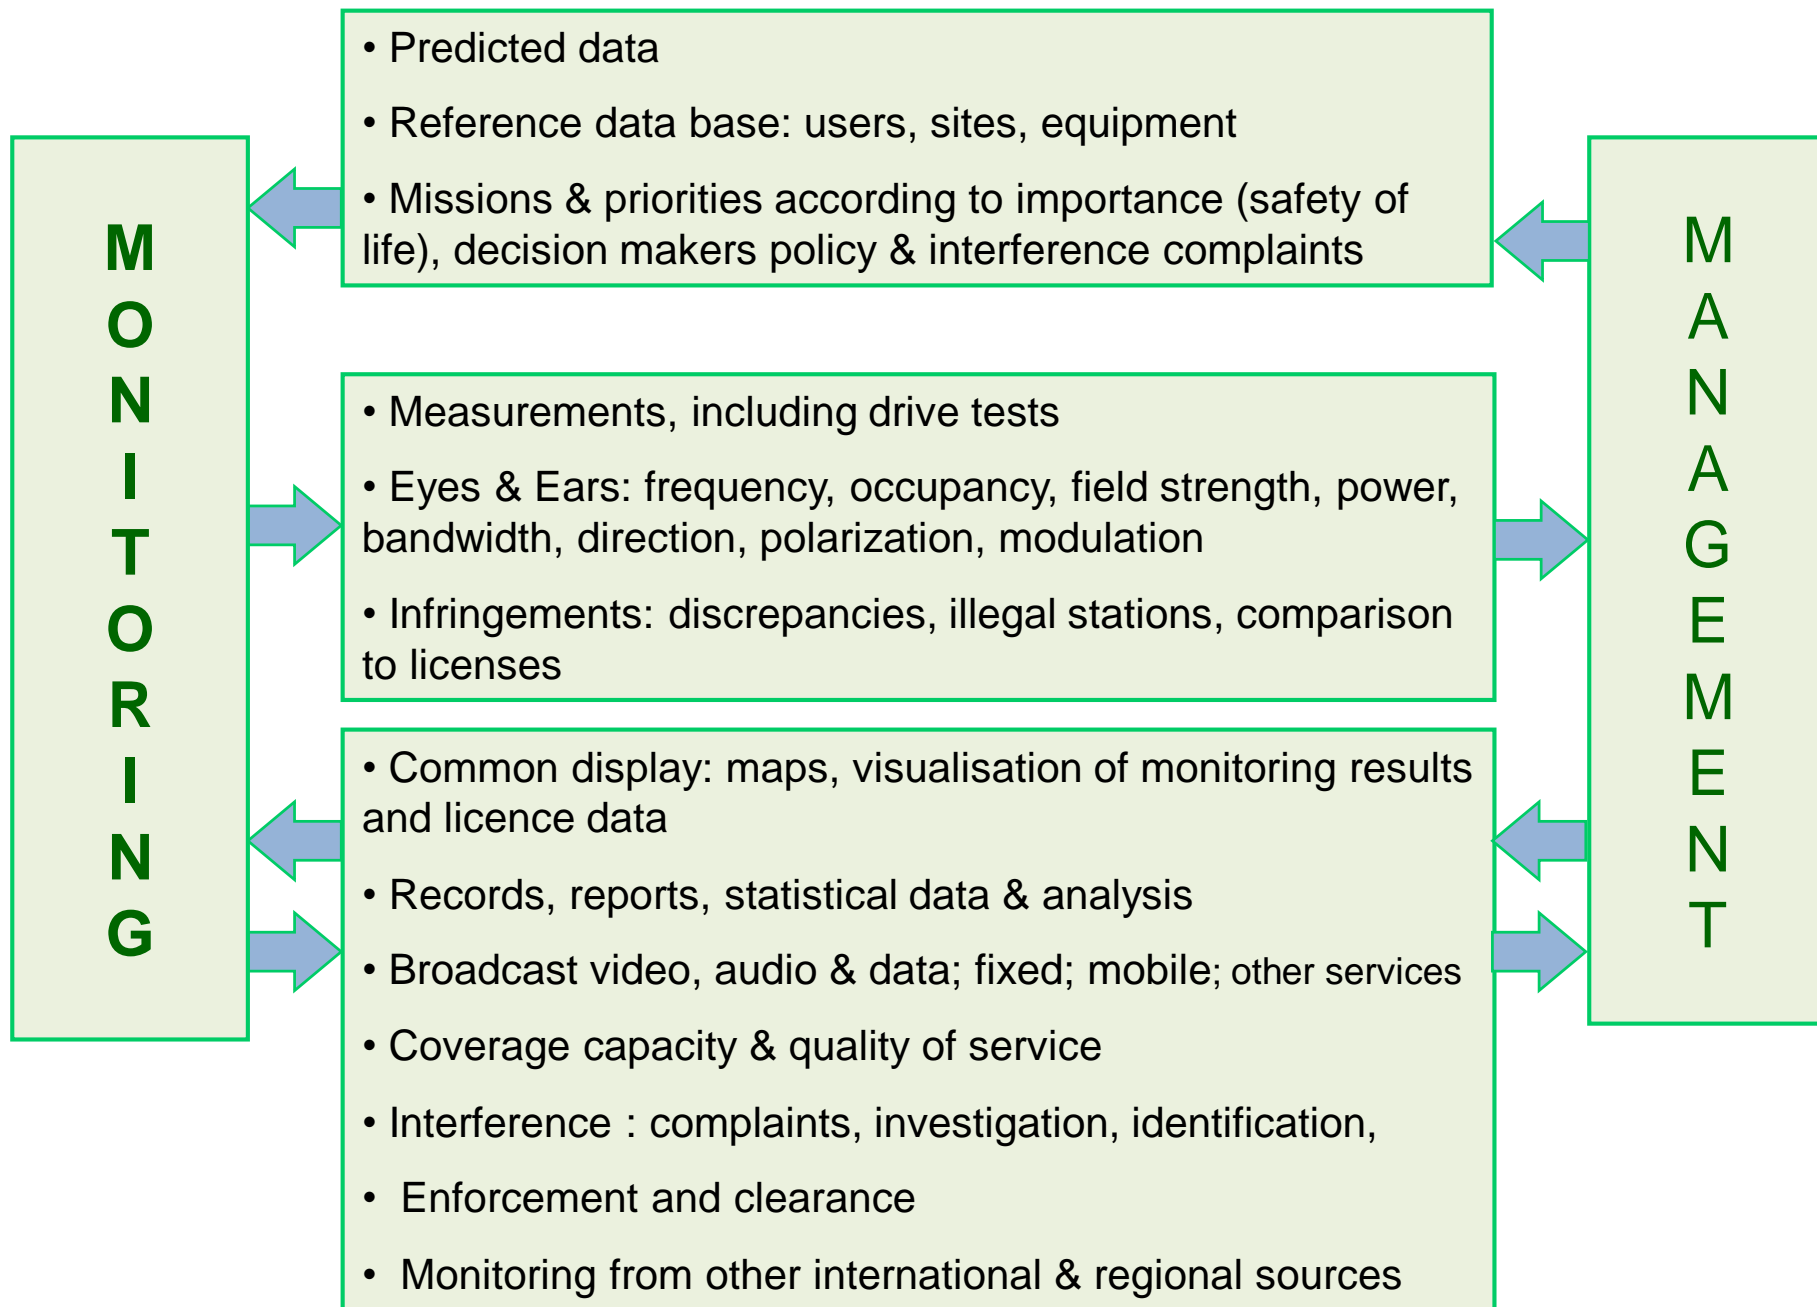 • Predicted data
• Reference data base: users, sites, equipment
• Missions & priorities according to importance (safety of
life), decision makers policy & interference complaints
MONITORING
MANAGEMENT
• Measurements, including drive tests
• Eyes & Ears: frequency, occupancy, field strength, power,
bandwidth, direction, polarization, modulation
• Infringements: discrepancies, illegal stations, comparison
to licenses
• Common display: maps, visualisation of monitoring results
and licence data
• Records, reports, statistical data & analysis
• Broadcast video, audio & data; fixed; mobile; other services
• Coverage capacity & quality of service
• Interference : complaints, investigation, identification,
• Enforcement and clearance
• Monitoring from other international & regional sources